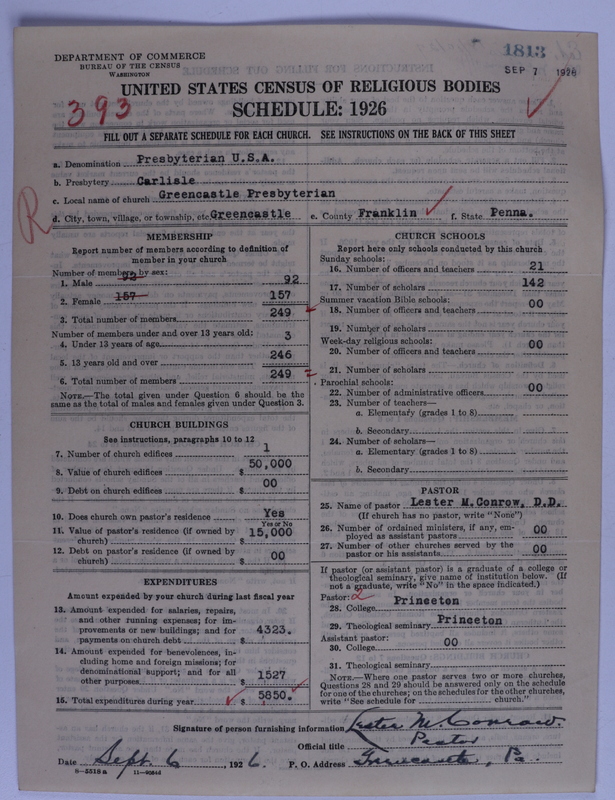 1813
SEP 7 1926
DEPARTMENT OF COMMERCE
BUREAU OF THE CENSUS
WASHINGTON
UNITED STATES CENSUS OF RELIGIOUS BODIES
393
SCHEDULE: 1926
FILL OUT A SEPARATE SCHEDULE FOR EACH CHURCH. SEE INSTRUCTIONS ON THE BACK OF THIS SHEET
a. Denomination Presbyterian U.S.A.
b. Presbytery Carlisle
c. Local name of church Greencastle Presbyterian
R
d. City, town, village, or township, etc. Greencastle e. County Franklin f. State Penna.
MEMBERSHIP
Report number of members according to definition of
member in your church
Number of members by sex:
1. Male 92 92
2. Female 157 157
3. Total number of members 249
Number of members under and over 13 years old:
4. Under 13 years of age 3
5. 13 years old and over 246
6. Total number of members 249
NOTE.—The total given under Question 6 should be
same as the total of males and females given under Question 3.
CHURCH BUILDINGS
See instructions, paragraphs 10 to 12
7. Number of church edifices 1
8. Value of church edifices $ 50,000
9. Debt on church edifices $ 00
10. Does church own pastor's residence Yes
Yes or No
11. Value of pastor's residence (if owned by
church) $ 15,000
12. Debt on pastor's residence (if owned by
church) $ 00
EXPENDITURES
Amount expended by your church during last fiscal year
13. Amount expended for salaries, repairs,
and other running expenses; for im-
provements or new buildings; and for
payments on church debt $ 4323.
14. Amount expended for benevolences, in-
cluding home and foreign missions; for
denominational support; and for all
other purposes $ 1527
15. Total expenditures during year $ 5850.
CHURCH SCHOOLS
Report here only schools conducted by this church
Sunday schools:
16. Number of officers and teachers 21
17. Number of scholars 142
Summer vacation Bible schools:
18. Number of officers and teachers 00
19. Number of scholars
Week-day religious schools:
20. Number of officers and teachers 00
21. Number of scholars
Parochial schools:
22. Number of administrative officers 00
23. Number of teachers—
a. Elementary (grades 1 to 8)
b. Secondary
24. Number of scholars—
a. Elementary (grades 1 to 8)
b. Secondary
PASTOR
25. Name of pastor Lester M.Conrow, D.D.
(If church has no pastor, write "None")
26. Number of ordained ministers, if any, em-
ployed as assistant pastors 00
27. Number of other churches served by the
pastor or his assistants 00
If pastor (or assistant pastor) is a graduate of a college or
theological seminary, give name of institution below. (If
not a graduate, write "No" in the space indicated.)
Pastor: 2
28. College Princeton
29. Theological seminary Princeton
Assistant pastor:
30. College 00
31. Theological seminary
NOTE.—Where one pastor serves two or more churches,
Questions 28 and 29 should be answered only on the schedule
for one of the churches; on the schedules for the other churches,
write "See schedule for church."
Signature of person furnishing information Lester M. Conrow.
Official title Pastor
Date Sept. 6, 1926. P. O. Address Greencastle, Pa.
8-5518a